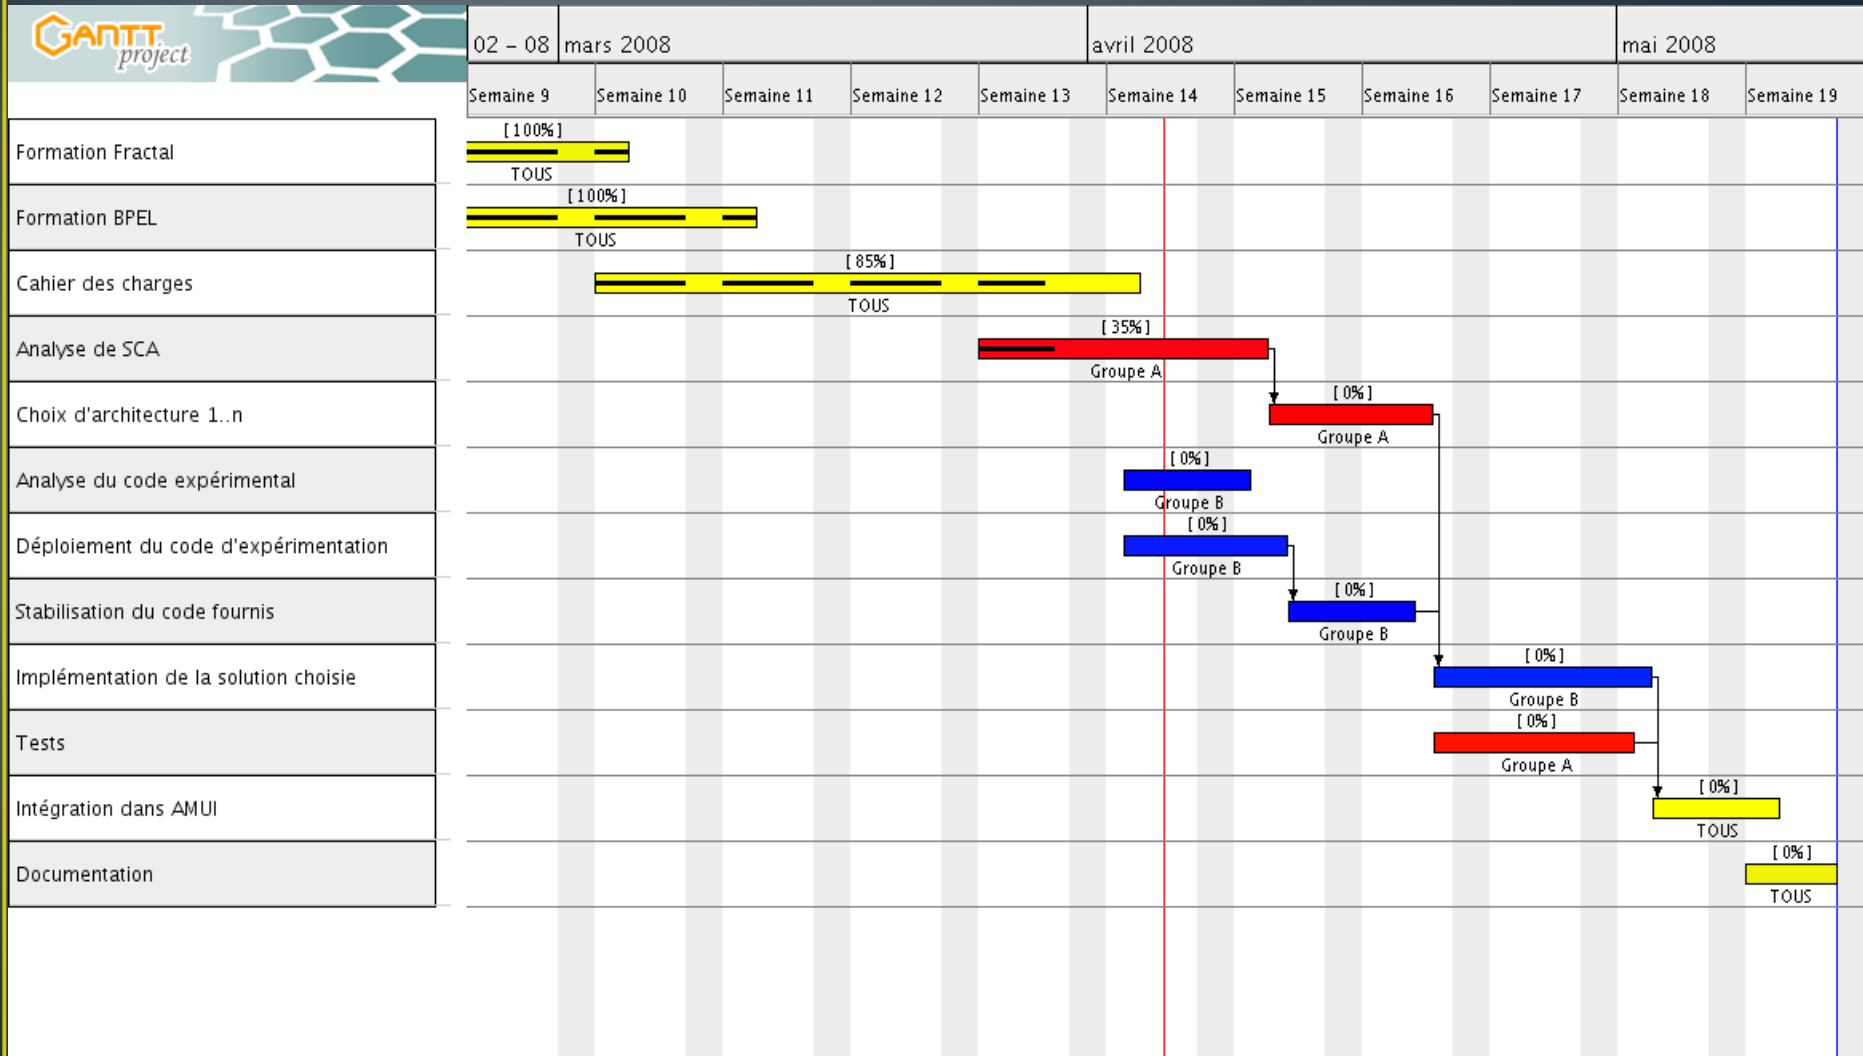 GANTT
project
02 – 08 mars 2008 avril 2008 mai 2008
Semaine 9 Semaine 10 Semaine 11 Semaine 12 Semaine 13 Semaine 14 Semaine 15 Semaine 16 Semaine 17 Semaine 18 Semaine 19
[100%]
Formation Fractal
TOUS
[100%]
Formation BPEL
TOUS
[85%]
Cahier des charges
TOUS
[35%]
Analyse de SCA
Groupe A
[0%]
Choix d'architecture 1..n
Groupe A
[0%]
Analyse du code expérimental
Groupe B
[0%]
Déploiement du code d'expérimentation
Groupe B
[0%]
Stabilisation du code fournis
Groupe B
[0%]
Implémentation de la solution choisie
Groupe B
[0%]
Tests
Groupe A
[0%]
Intégration dans AMUI
TOUS
[0%]
Documentation
TOUS